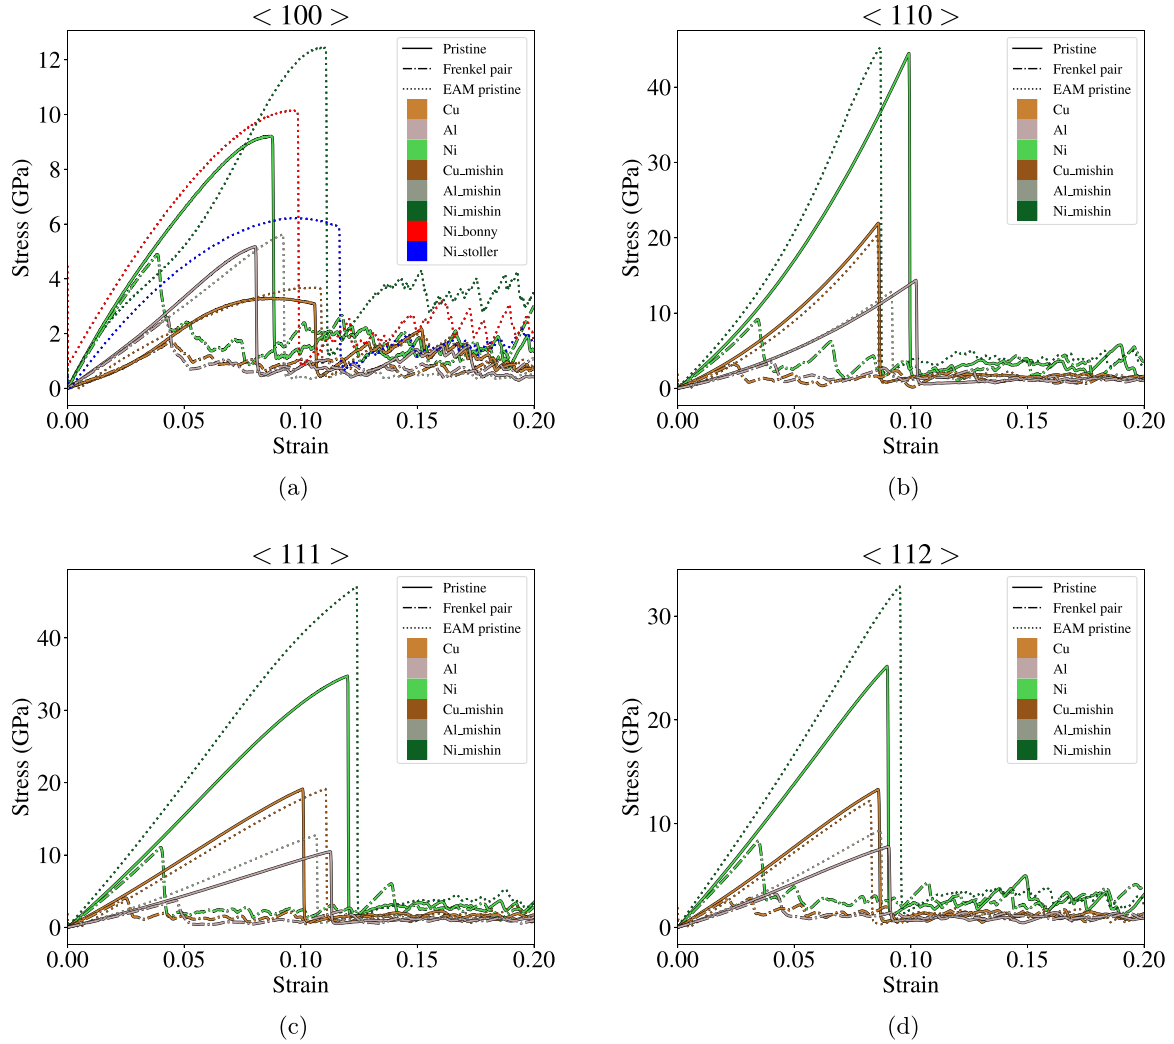 < 100 >
Stress (GPa)
12
10
8
6
4
2
0
Pristine
Frenkel pair
EAM pristine
Cu
Al
Ni
Cu_mishin
Al_mishin
Ni_mishin
Ni_bonny
Ni_stoller
0.00 0.05 0.10 0.15 0.20
Strain
(a)
< 110 >
Stress (GPa)
40
30
20
10
0
Pristine
Frenkel pair
EAM pristine
Cu
Al
Ni
Cu_mishin
Al_mishin
Ni_mishin
0.00 0.05 0.10 0.15 0.20
Strain
(b)
< 111 >
Stress (GPa)
40
30
20
10
0
Pristine
Frenkel pair
EAM pristine
Cu
Al
Ni
Cu_mishin
Al_mishin
Ni_mishin
0.00 0.05 0.10 0.15 0.20
Strain
(c)
< 112 >
Stress (GPa)
30
20
10
0
Pristine
Frenkel pair
EAM pristine
Cu
Al
Ni
Cu_mishin
Al_mishin
Ni_mishin
0.00 0.05 0.10 0.15 0.20
Strain
(d)